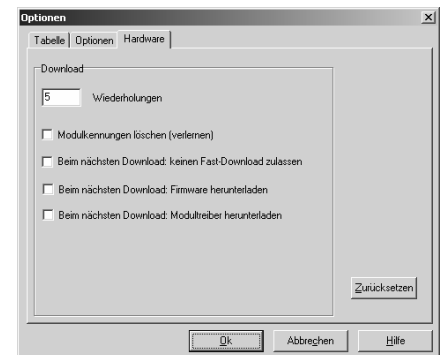 Optionen
Tabelle Optionen Hardware
Download
5 Wiederholungen
Modulkennungen löschen (verlernen)
Beim nächsten Download: keinen Fast-Download zulassen
Beim nächsten Download: Firmware herunterladen
Beim nächsten Download: Modultreiber herunterladen
Zurücksetzen
Ok Abbrechen Hilfe